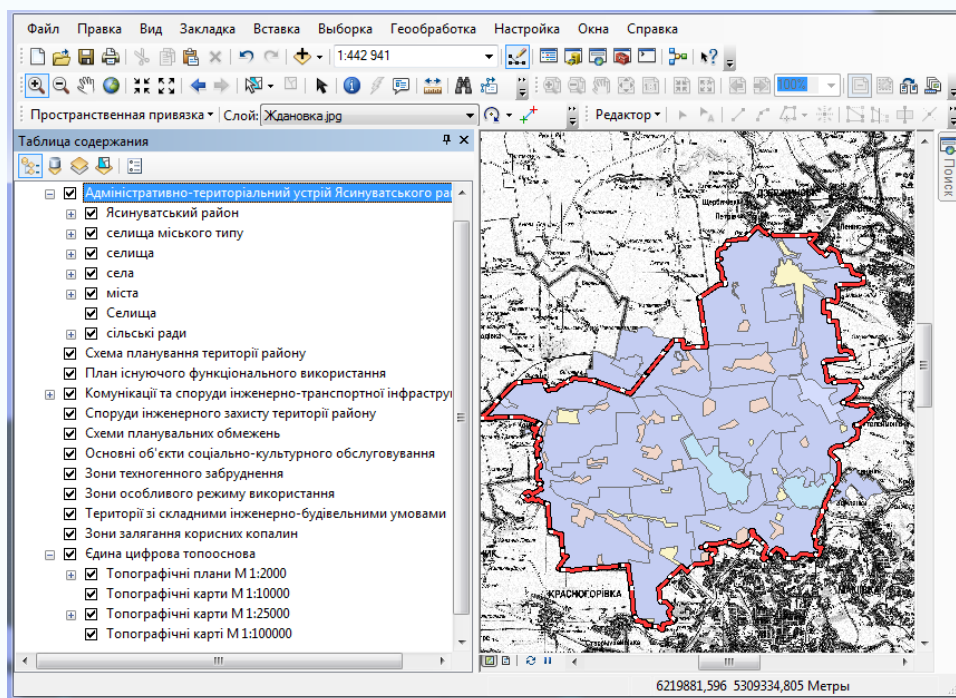 Файл Правка Вид Закладка Вставка Выборка Геообработка Настройка Окна Справка
1:442 941
100%
Пространственная привязка Слой: Ждановка.jpg Редактор
Таблица содержания
Поиск
Адміністративно-територіальний устрій Ясинуватського ра
Ясинуватський район
селища міського типу
селища
села
міста
Селища
сільські ради
Схема планування території району
План існуючого функціонального використання
Комунікації та споруди інженерно-транспортної інфрастру
Споруди інженерного захисту території району
Схеми планувальних обмежень
Основні об'єкти соціально-культурного обслуговування
Зони техногенного забруднення
Зони особливого режиму використання
Території зі складними інженерно-будівельними умовами
Зони залягання корисних копалин
Єдина цифрова топооснова
Топографічні плани М 1:2000
Топографічні карти М 1:10000
Топографічні карти М 1:25000
Топографічні карті М 1:100000
КРАСНОГОРІВКА
6219881,596 5309334,805 Метры